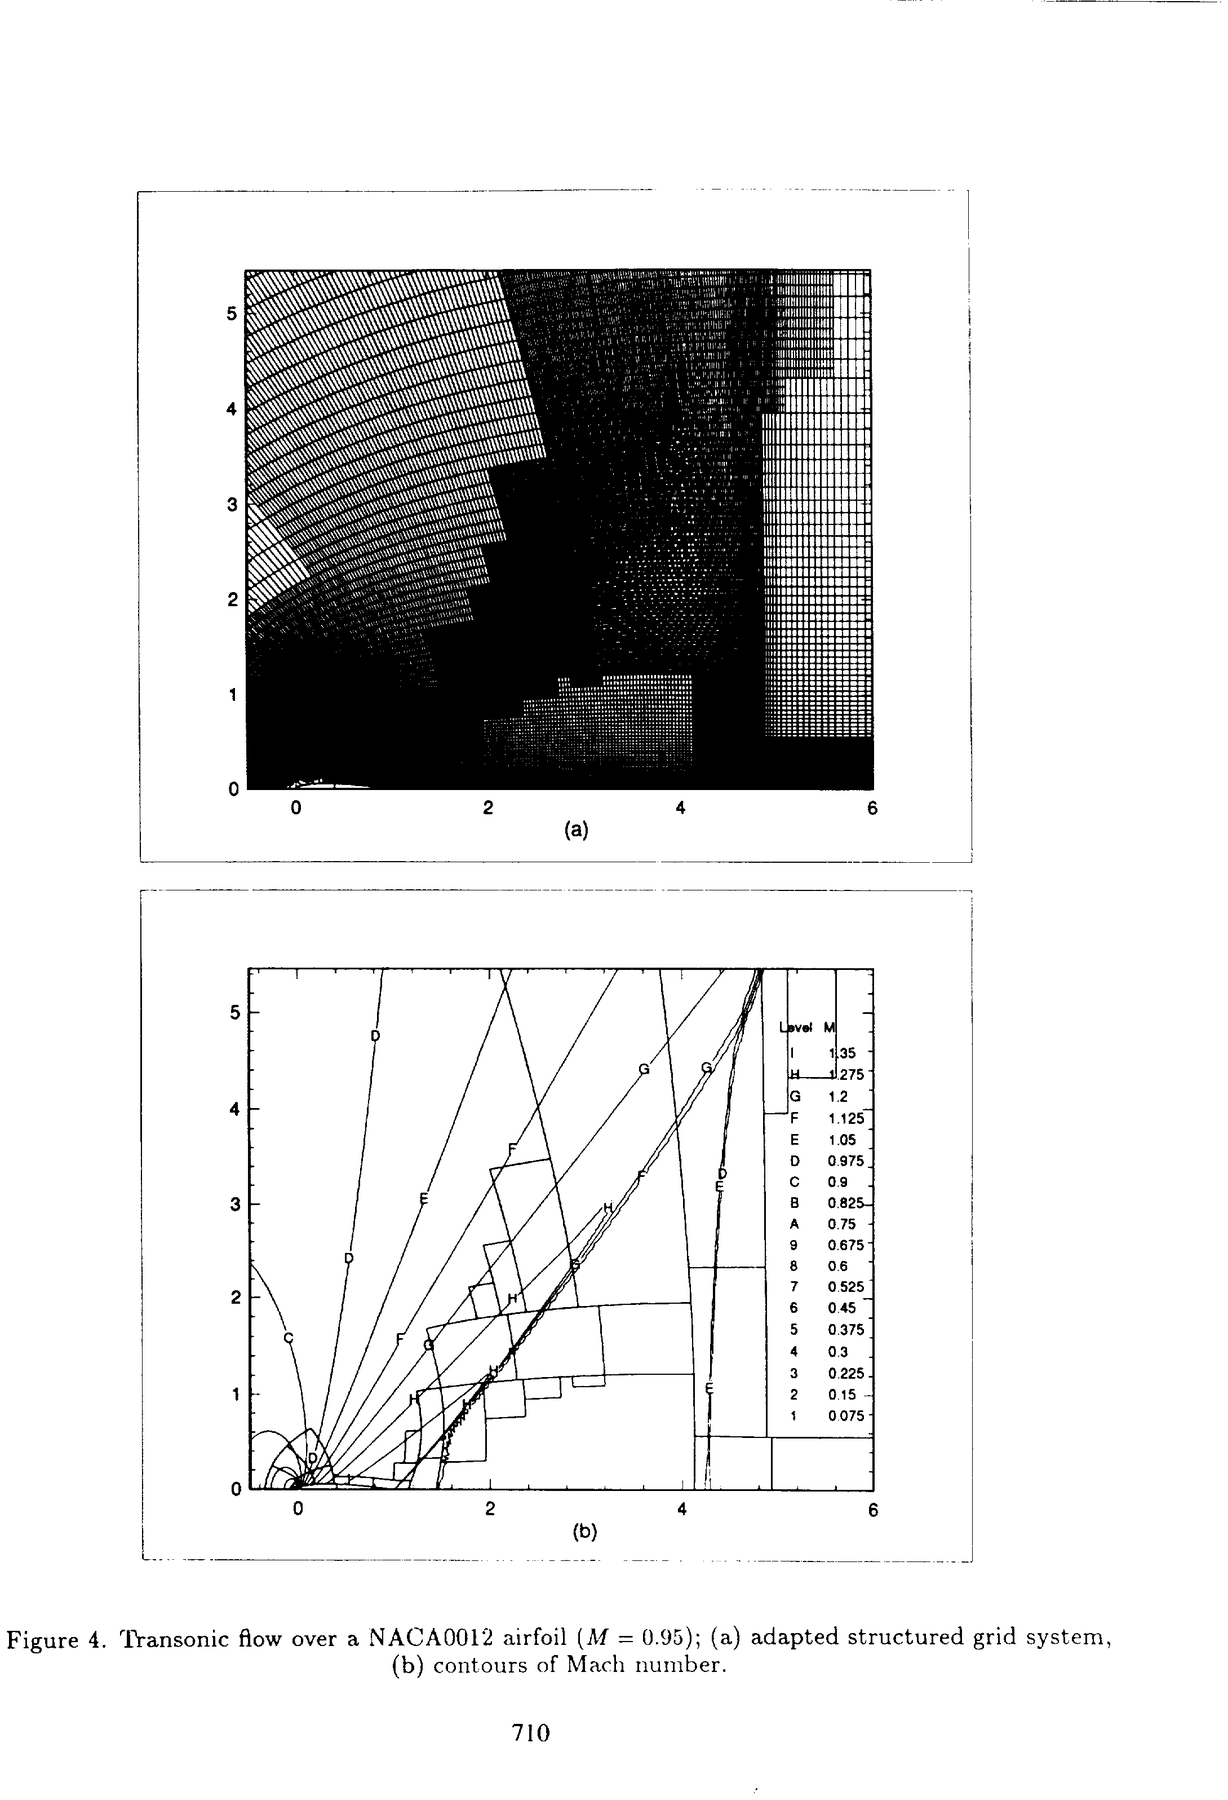 5
4
3
2
1
0
0 2 4 6
(a)
5
4
3
2
1
0
0 2 4 6
(b)
D
D
D
C
E
E
F
F
F
G
G
G
G
H
H
H
H
D
E
E
Level M
I 1.35
H 1.275
G 1.2
F 1.125
E 1.05
D 0.975
C 0.9
B 0.825
A 0.75
9 0.675
8 0.6
7 0.525
6 0.45
5 0.375
4 0.3
3 0.225
2 0.15
1 0.075
Figure 4. Transonic flow over a NACA0012 airfoil (M = 0.95); (a) adapted structured grid system,
(b) contours of Mach number.
710